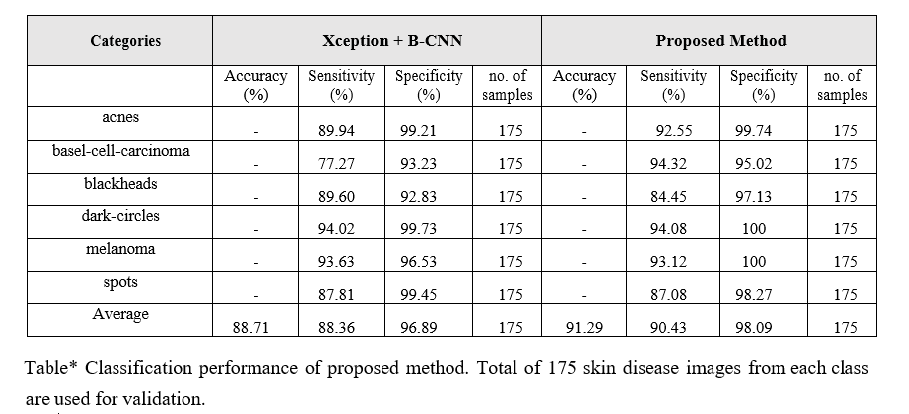 Categories Xception + B-CNN Proposed Method
Accuracy (%) Sensitivity (%) Specificity (%) no. of samples Accuracy (%) Sensitivity (%) Specificity (%) no. of samples
acnes - 89.94 99.21 175 - 92.55 99.74 175
basel-cell-carcinoma - 77.27 93.23 175 - 94.32 95.02 175
blackheads - 89.60 92.83 175 - 84.45 97.13 175
dark-circles - 94.02 99.73 175 - 94.08 100 175
melanoma - 93.63 96.53 175 - 93.12 100 175
spots - 87.81 99.45 175 - 87.08 98.27 175
Average 88.71 88.36 96.89 175 91.29 90.43 98.09 175
Table* Classification performance of proposed method. Total of 175 skin disease images from each class
are used for validation.